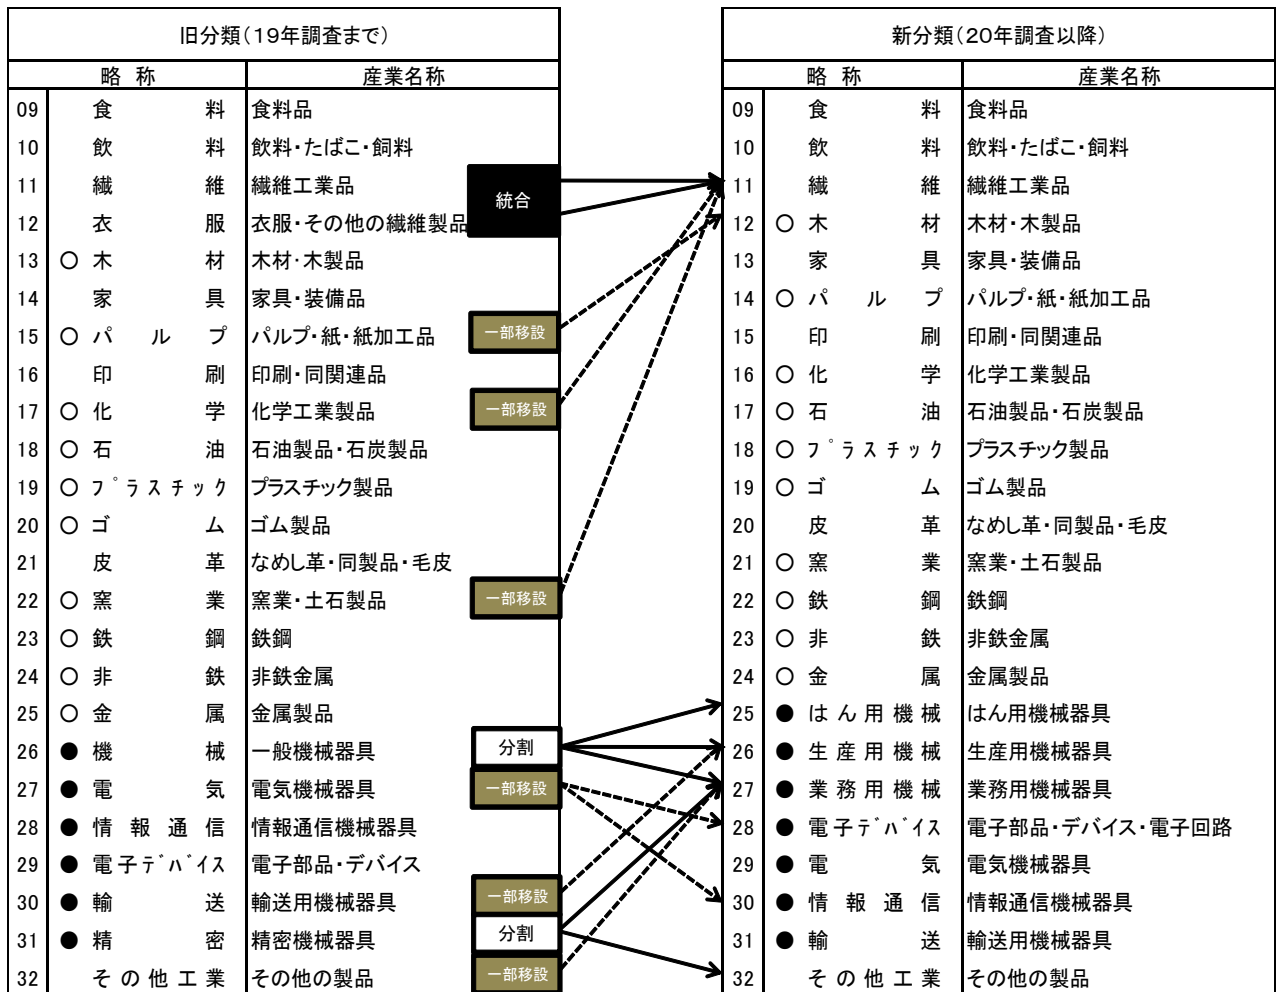 旧分類(19年調査まで)
略 称 産業名称
09 食 料 食料品
10 飲 料 飲料・たばこ・飼料
11 繊 維 繊維工業品
12 衣 服 衣服・その他の繊維製品
統合
13 ○ 木 材 木材・木製品
14 家 具 家具・装備品
15 ○ パ ル プ パルプ・紙・紙加工品 一部移設
16 印 刷 印刷・同関連品
17 ○ 化 学 化学工業製品 一部移設
18 ○ 石 油 石油製品・石炭製品
19 ○ プラスチック プラスチック製品
20 ○ ゴ ム ゴム製品
21 皮 革 なめし革・同製品・毛皮
22 ○ 窯 業 窯業・土石製品 一部移設
23 ○ 鉄 鋼 鉄鋼
24 ○ 非 鉄 非鉄金属
25 ○ 金 属 金属製品
26 ● 機 械 一般機械器具 分割
27 ● 電 気 電気機械器具 一部移設
28 ● 情 報 通 信 情報通信機械器具
29 ● 電子デバイス 電子部品・デバイス
30 ● 輸 送 輸送用機械器具 一部移設
31 ● 精 密 精密機械器具 分割
32 そ の 他 工 業 その他の製品 一部移設
新分類(20年調査以降)
略 称 産業名称
09 食 料 食料品
10 飲 料 飲料・たばこ・飼料
11 繊 維 繊維工業品
12 ○ 木 材 木材・木製品
13 家 具 家具・装備品
14 ○ パ ル プ パルプ・紙・紙加工品
15 印 刷 印刷・同関連品
16 ○ 化 学 化学工業製品
17 ○ 石 油 石油製品・石炭製品
18 ○ プラスチック プラスチック製品
19 ○ ゴ ム ゴム製品
20 皮 革 なめし革・同製品・毛皮
21 ○ 窯 業 窯業・土石製品
22 ○ 鉄 鋼 鉄鋼
23 ○ 非 鉄 非鉄金属
24 ○ 金 属 金属製品
25 ● は ん 用 機 械 はん用機械器具
26 ● 生 産 用 機 械 生産用機械器具
27 ● 業 務 用 機 械 業務用機械器具
28 ● 電子デバイス 電子部品・デバイス・電子回路
29 ● 電 気 電気機械器具
30 ● 情 報 通 信 情報通信機械器具
31 ● 輸 送 輸送用機械器具
32 そ の 他 工 業 その他の製品